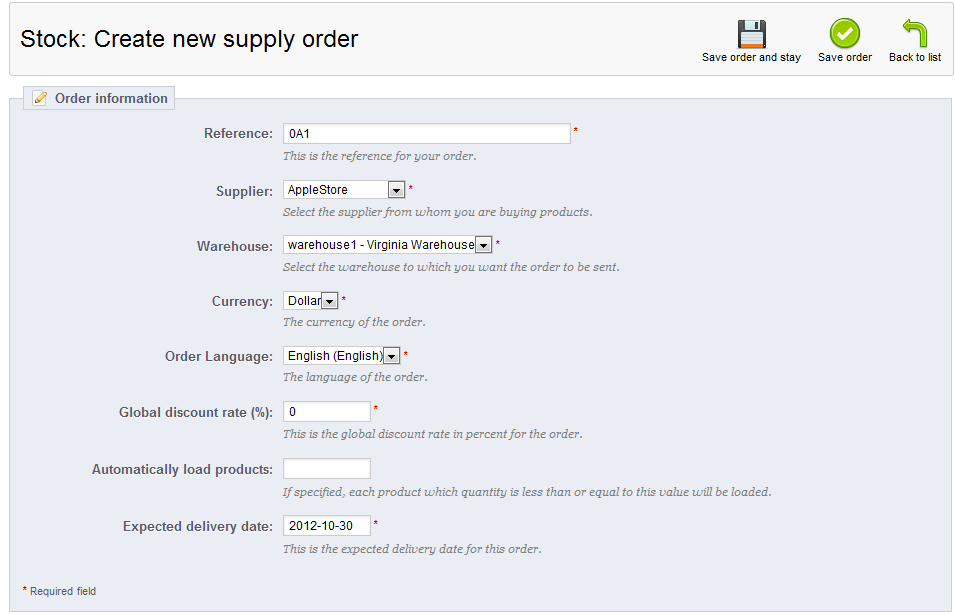 Stock: Create new supply order
Save order and stay
Save order
Back to list
Order information
Reference: 0A1 *
This is the reference for your order.
Supplier: AppleStore *
Select the supplier from whom you are buying products.
Warehouse: warehouse1 - Virginia Warehouse *
Select the warehouse to which you want the order to be sent.
Currency: Dollar *
The currency of the order.
Order Language: English (English) *
The language of the order.
Global discount rate (%): 0 *
This is the global discount rate in percent for the order.
Automatically load products:
If specified, each product which quantity is less than or equal to this value will be loaded.
Expected delivery date: 2012-10-30 *
This is the expected delivery date for this order.
* Required field